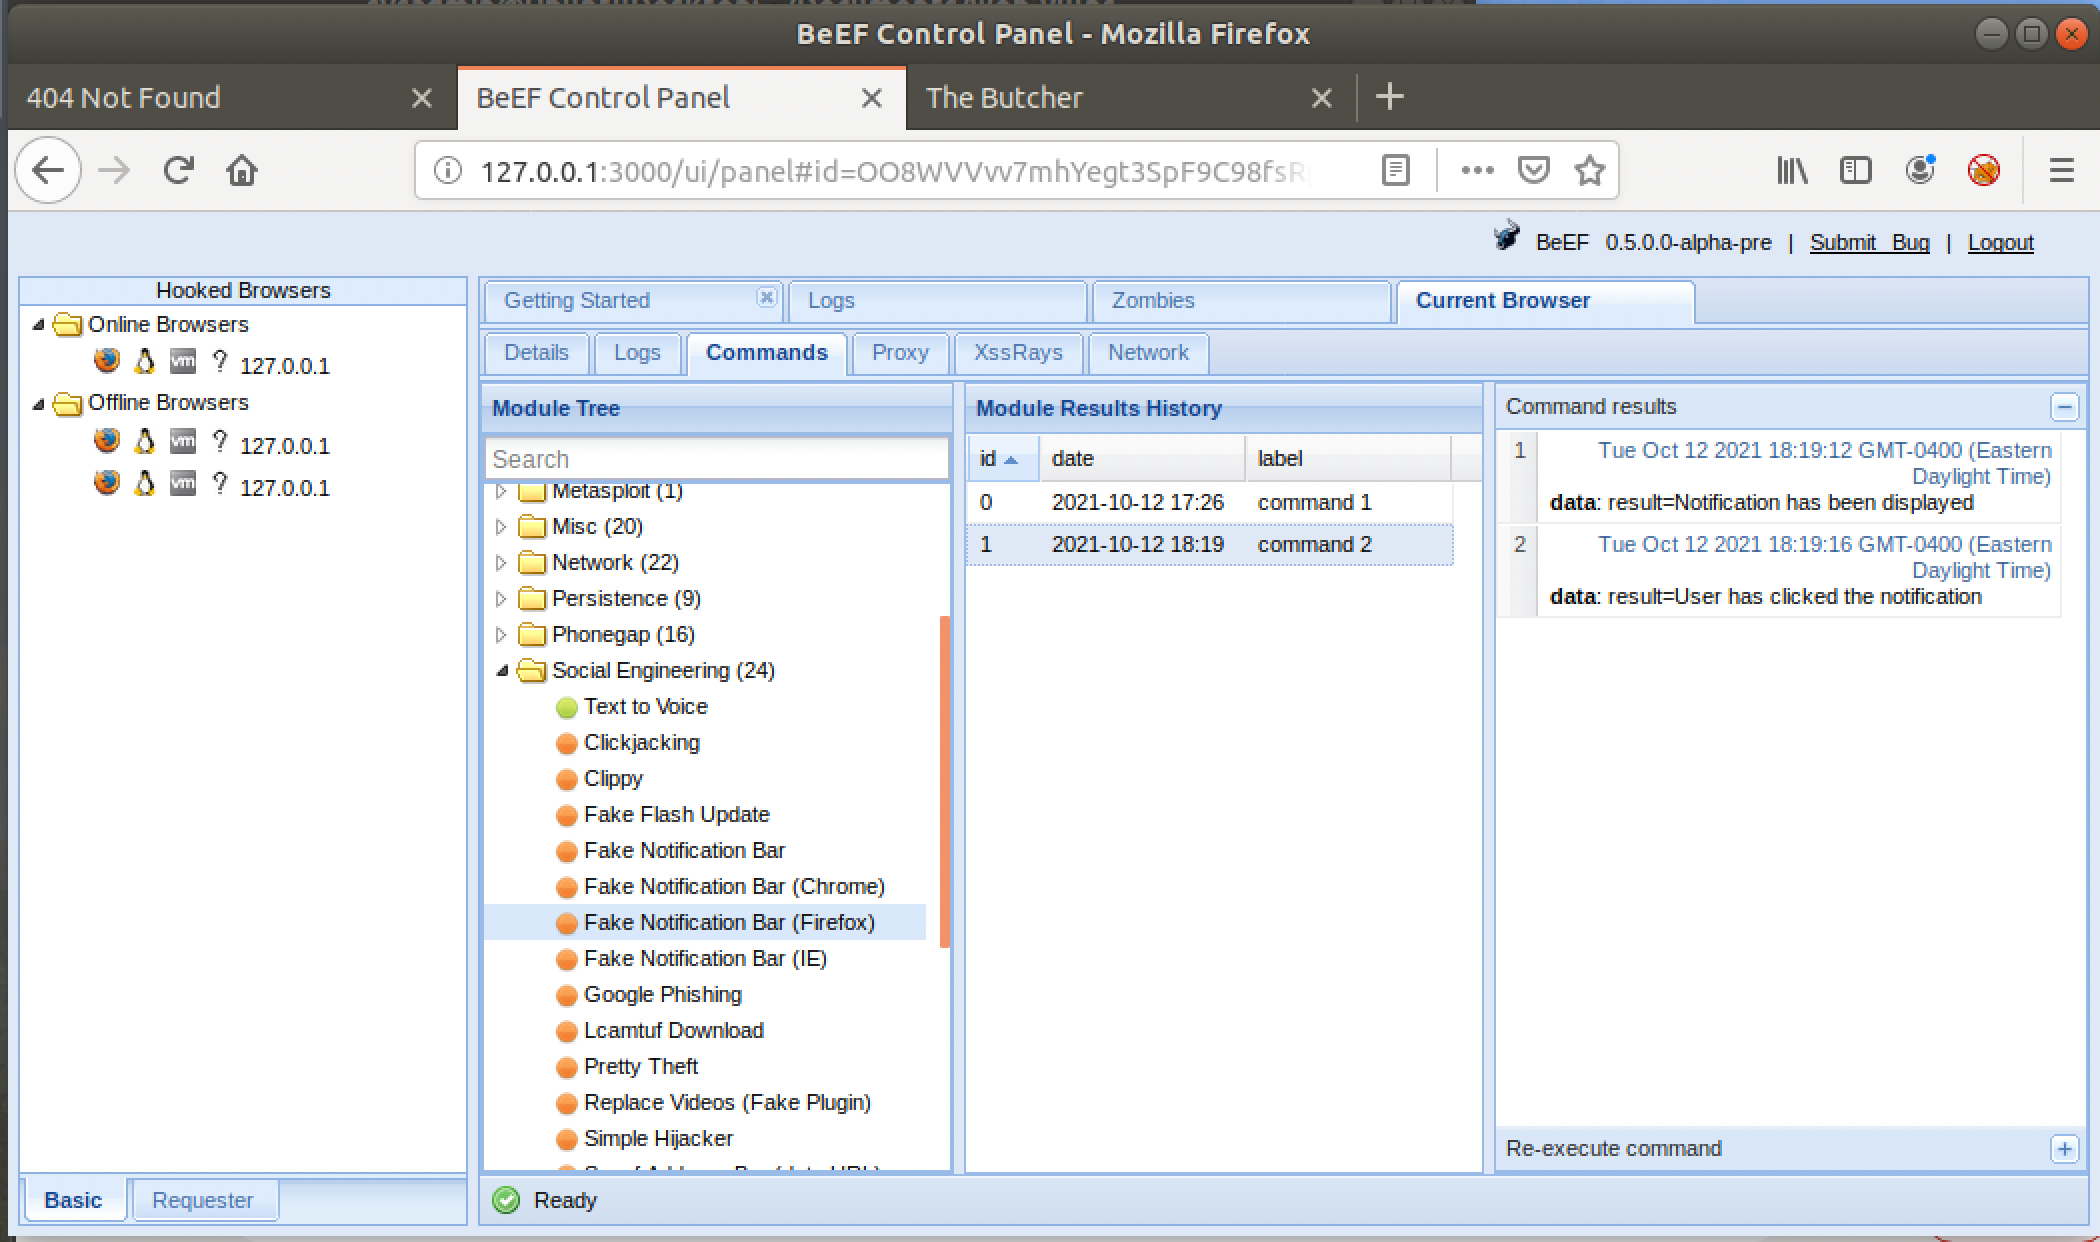 BeEF Control Panel - Mozilla Firefox
404 Not Found
BeEF Control Panel
The Butcher
127.0.0.1:3000/ui/panel#id=OO8WVVvv7mhYegt3SpF9C98fsR
BeEF 0.5.0.0-alpha-pre | Submit Bug | Logout
Hooked Browsers
Online Browsers
vm ? 127.0.0.1
Offline Browsers
vm ? 127.0.0.1
vm ? 127.0.0.1
Basic
Requester
Getting Started
Logs
Zombies
Current Browser
Details
Logs
Commands
Proxy
XssRays
Network
Module Tree
Search
Metasploit (1)
Misc (20)
Network (22)
Persistence (9)
Phonegap (16)
Social Engineering (24)
Text to Voice
Clickjacking
Clippy
Fake Flash Update
Fake Notification Bar
Fake Notification Bar (Chrome)
Fake Notification Bar (Firefox)
Fake Notification Bar (IE)
Google Phishing
Lcamtuf Download
Pretty Theft
Replace Videos (Fake Plugin)
Simple Hijacker
Module Results History
id date label
0 2021-10-12 17:26 command 1
1 2021-10-12 18:19 command 2
Command results
1 Tue Oct 12 2021 18:19:12 GMT-0400 (Eastern
Daylight Time)
data: result=Notification has been displayed
2 Tue Oct 12 2021 18:19:16 GMT-0400 (Eastern
Daylight Time)
data: result=User has clicked the notification
Re-execute command
Ready